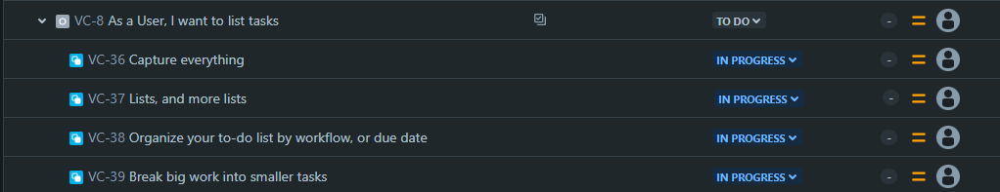 VC-8 As a User, I want to list tasks TO DO -
VC-36 Capture everything IN PROGRESS -
VC-37 Lists, and more lists IN PROGRESS -
VC-38 Organize your to-do list by workflow, or due date IN PROGRESS -
VC-39 Break big work into smaller tasks IN PROGRESS -